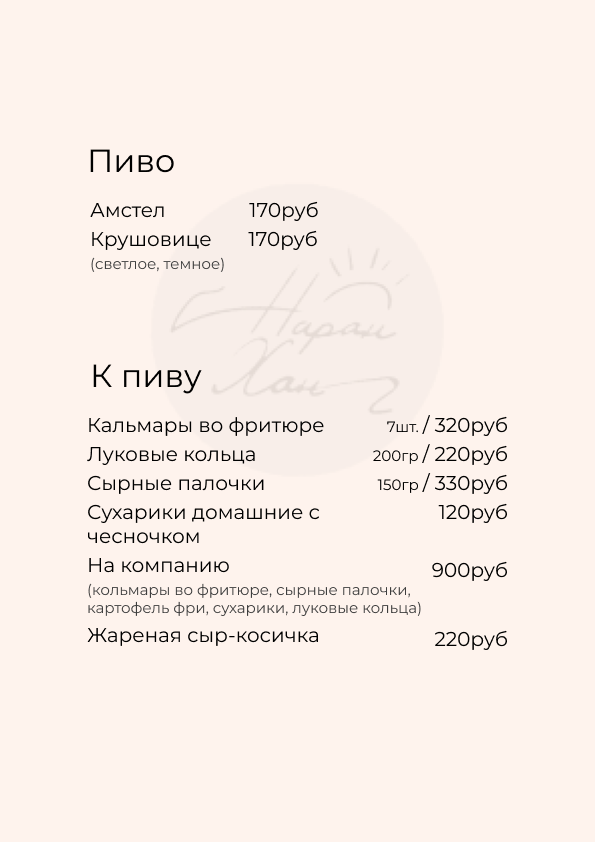 Пиво
Амстел 170руб
Крушовице 170руб
(светлое, темное)
Наран
Хан
К пиву
Кальмары во фритюре 7шт. / 320руб
Луковые кольца 200гр / 220руб
Сырные палочки 150гр / 330руб
Сухарики домашние с 120руб
чесночком
На компанию 900руб
(кольмары во фритюре, сырные палочки,
картофель фри, сухарики, луковые кольца)
Жареная сыр-косичка 220руб